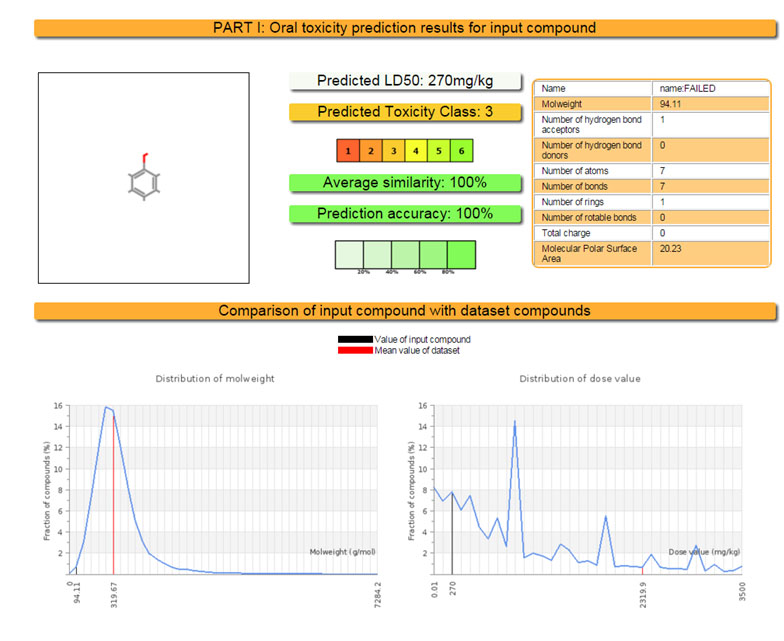 PART I: Oral toxicity prediction results for input compound
Predicted LD50: 270mg/kg
Predicted Toxicity Class: 3
1 2 3 4 5 6
Average similarity: 100%
Prediction accuracy: 100%
20% 40% 60% 80%
Name name:FAILED
Molweight 94.11
Number of hydrogen bond acceptors 1
Number of hydrogen bond donors 0
Number of atoms 7
Number of bonds 7
Number of rings 1
Number of rotable bonds 0
Total charge 0
Molecular Polar Surface Area 20.23
Comparison of input compound with dataset compounds
Value of input compound
Mean value of dataset
Distribution of molweight
Fraction of compounds (%)
16
14
12
10
8
6
4
2
Molweight (g/mol)
94.11
319.67
7284.2
Distribution of dose value
Fraction of compounds (%)
16
14
12
10
8
6
4
2
Dose value (mg/kg)
0.01
270
2319.9
3500